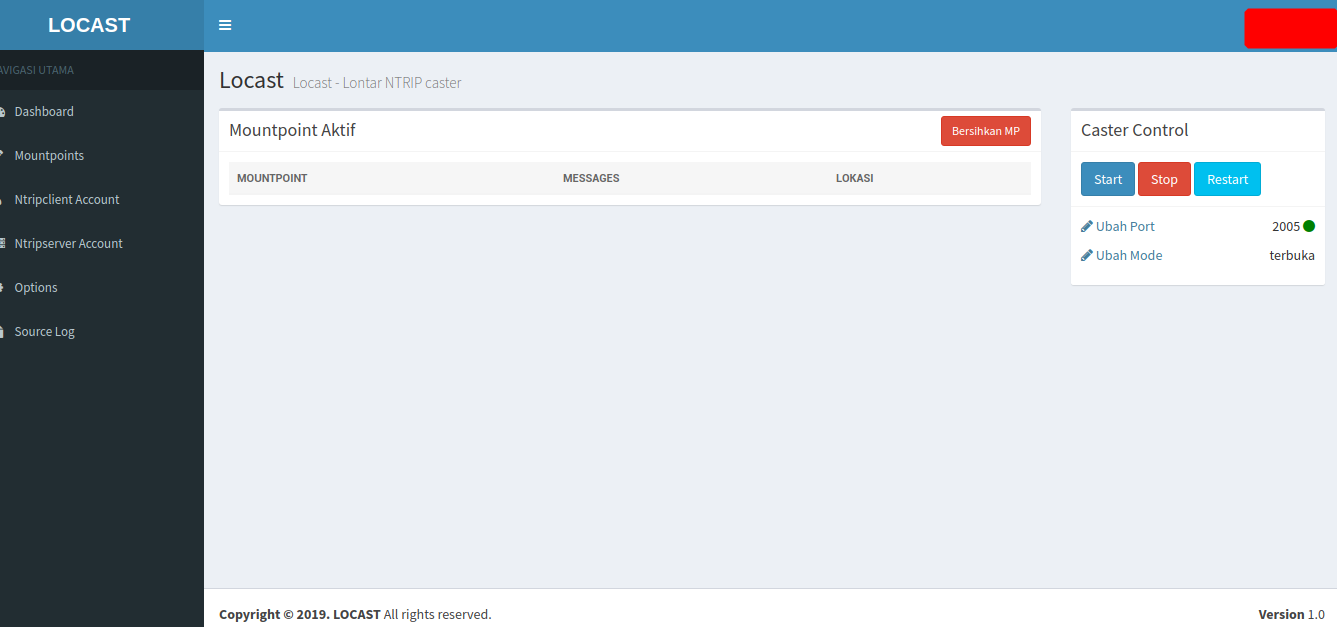 LOCAST
AVIGASI UTAMA
Dashboard
Mountpoints
Ntripclient Account
Ntripserver Account
Options
Source Log
Locast Locast - Lontar NTRIP caster
Mountpoint Aktif
Bersihkan MP
MOUNTPOINT MESSAGES LOKASI
Caster Control
Start Stop Restart
Ubah Port 2005
Ubah Mode terbuka
Copyright © 2019. LOCAST All rights reserved.
Version 1.0